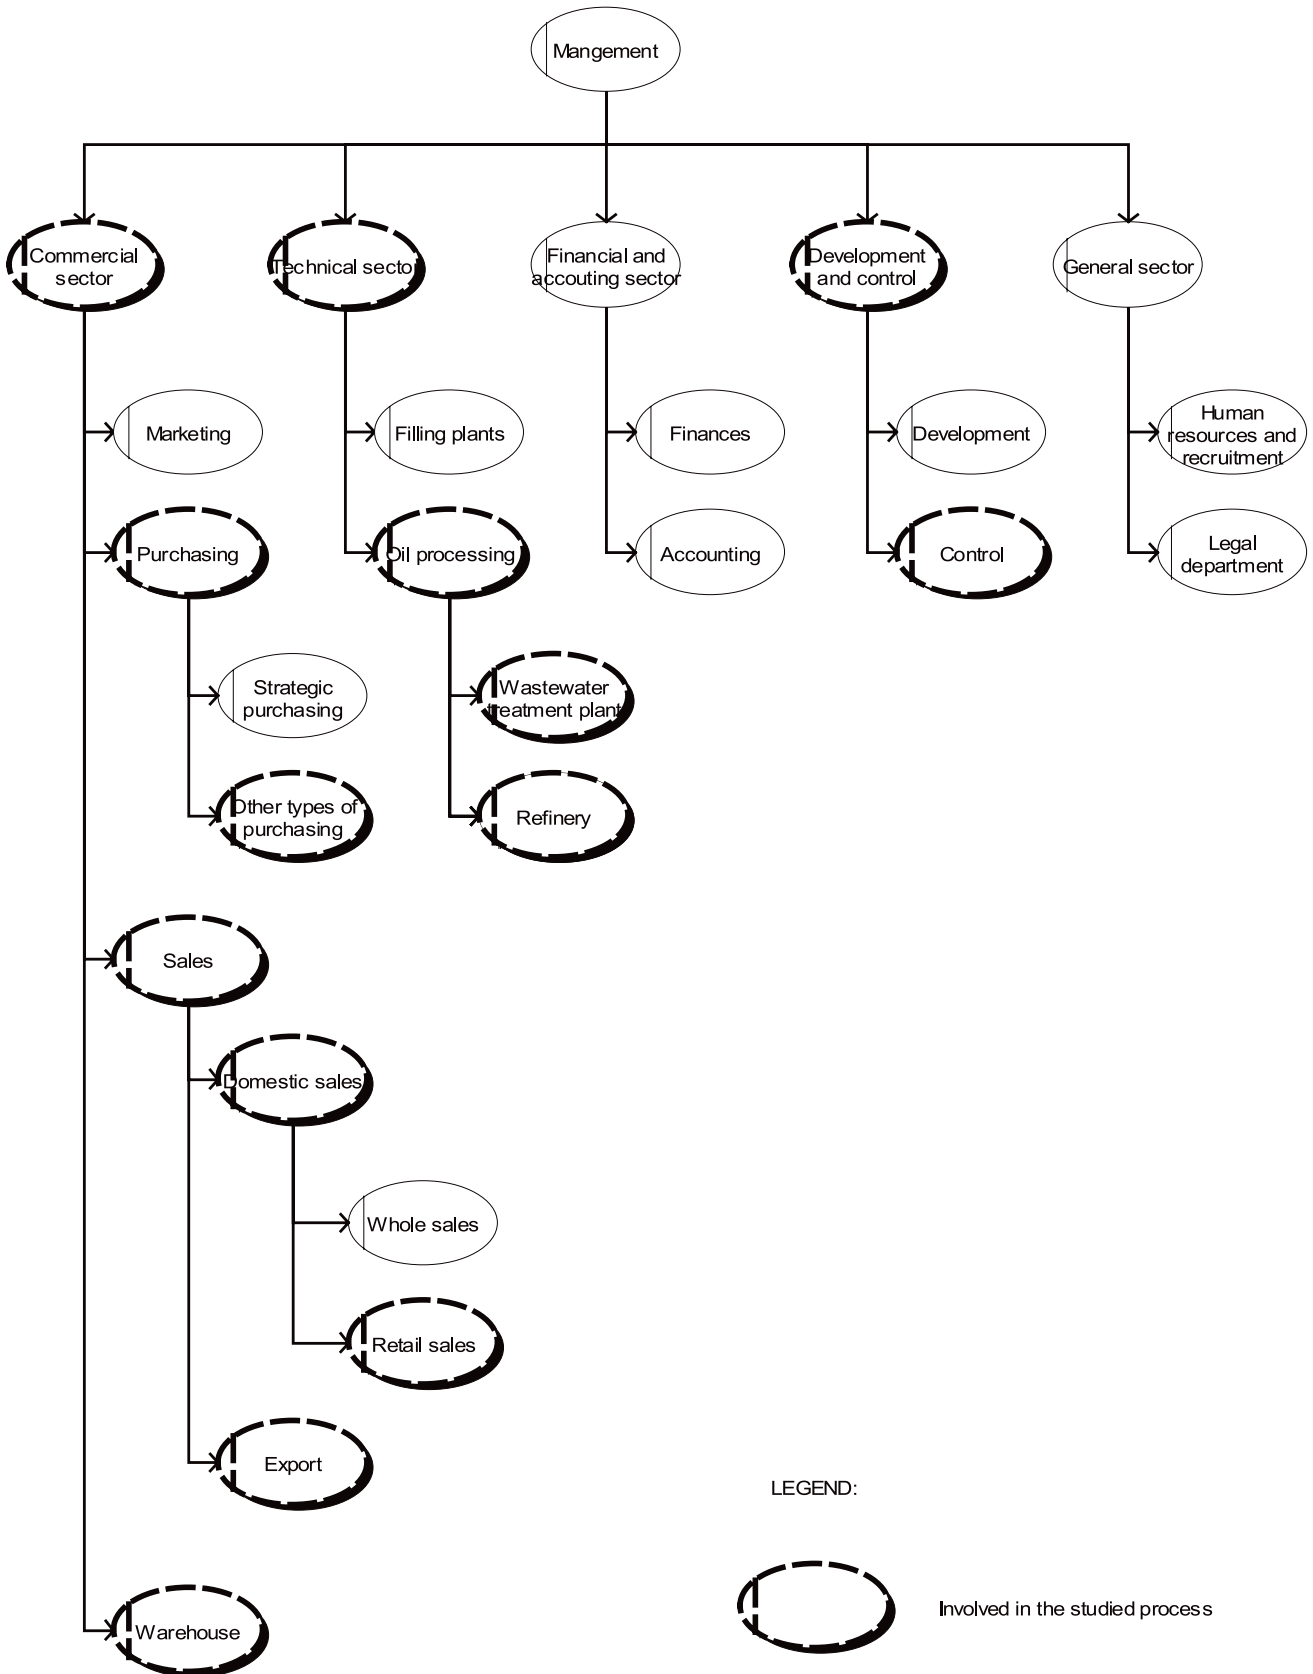 Mangement
Commercial
sector
Technical sector
Financial and
accouting sector
Development
and control
General sector
Marketing
Filling plants
Finances
Development
Human
resources and
recruitment
Purchasing
Oil processing
Accounting
Control
Legal
department
Strategic
purchasing
Wastewater
treatment plant
Other types of
purchasing
Refinery
Sales
Domestic sales
Whole sales
Retail sales
Export
LEGEND:
Involved in the studied process
Warehouse